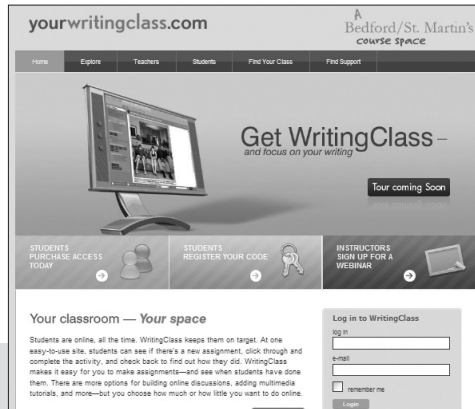 yourwritingclass.com
A
Bedford/St. Martin's
course space
Home Explore Teachers Students Find Your Class Find Support
Get WritingClass –
and focus on your writing
Tour coming Soon
STUDENTS
PURCHASE ACCESS
TODAY
STUDENTS
REGISTER YOUR CODE
INSTRUCTORS
SIGN UP FOR A
WEBINAR
Your classroom — Your space
Students are online, all the time. WritingClass keeps them on target. At one
easy-to-use site, students can see if there's a new assignment, click through and
complete the activity, and check back to find out how they did. WritingClass
makes it easy for you to make assignments—and see when students have done
them. There are more options for building online discussions, adding multimedia
tutorials, and more—but you choose how much or how little you want to do online.
Log in to WritingClass
log in
e-mail
remember me
Login